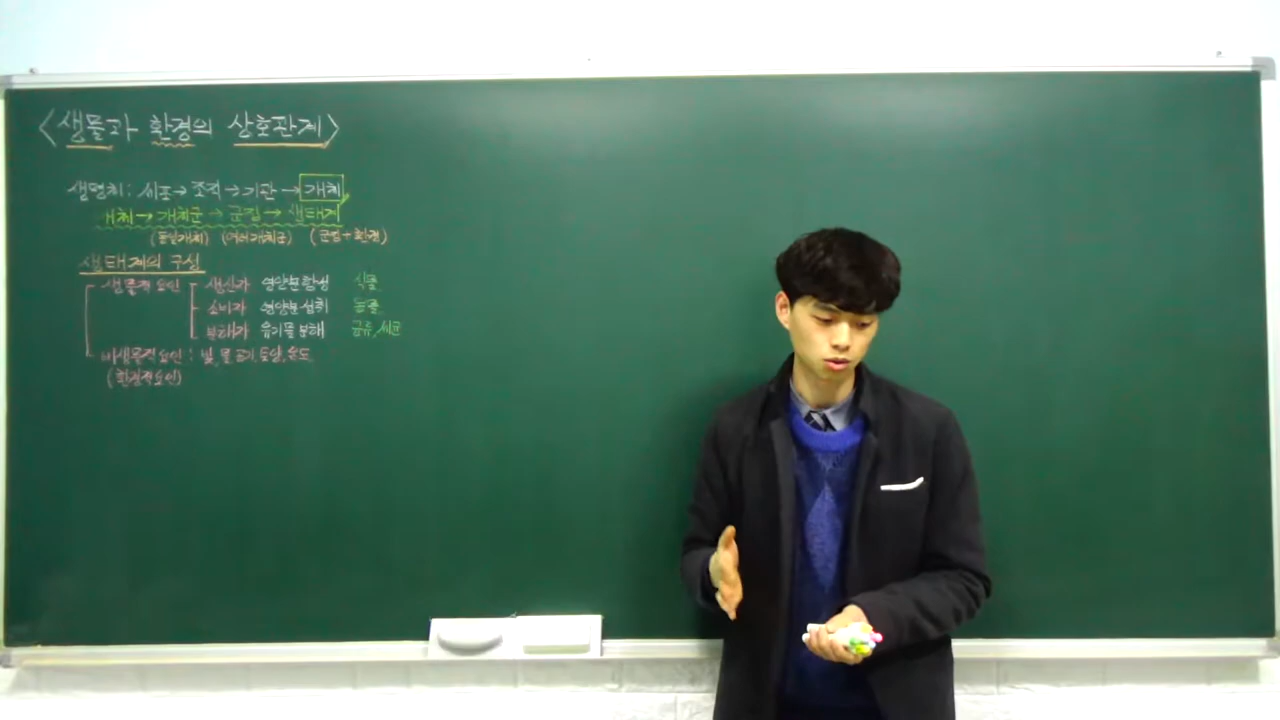 <생물과 환경의 상호관계>
생명체: 세포→조직→기관→개체
개체→개체군→군집→생태계
(동일개체) (여러개체군) (군집+환경)
생태계의 구성
생물적 요인 생산자 영양분 합성 식물
소비자 영양분 섭취 동물
분해자 유기물 분해 균류, 세균
비생물적요인: 빛, 물, 공기, 토양, 온도
(환경적요인)